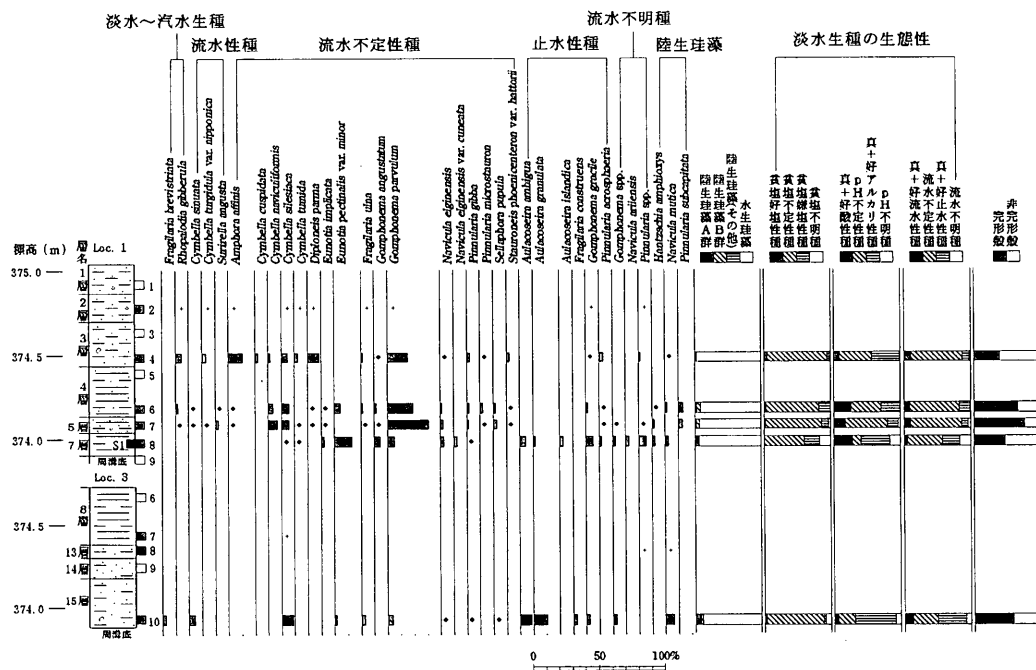 淡水～汽水生種
流水性種
流水不定性種
止水性種
流水不明種
陸生珪藻
淡水生種の生態性
Fragilaria brevistriata
Rhopalodia gibberula
Cymbella sinuata
Cymbella turgidula var. nipponica
Surirella angusta
Amphora affinis
Cymbella cuspidata
Cymbella naviculiformis
Cymbella silesiaca
Cymbella tumida
Diploneis parma
Eunotia implicata
Eunotia pectinalis var. minor
Fragilaria ulna
Gomphonema angustatum
Gomphonema parvulum
Navicula elginensis
Navicula elginensis var. cuneata
Pinnularia gibba
Pinnularia microstauron
Sellaphora pupula
Stauroneis phoenicenteron var. hattorii
Aulacoseira ambigua
Aulacoseira granulata
Aulacoseira islandica
Fragilaria construens
Gomphonema gracile
Pinnularia acrosphaeria
Gomphonema spp.
Navicula arilensis
Pinnularia spp.
Hantzschia amphioxys
Navicula mutica
Pinnularia subcapitata
陸生珪藻A群
陸生珪藻B群
陸生珪藻(その他)
水生珪藻
貧塩好塩性種
貧塩不定性種
貧塩嫌塩性種
貧塩不明種
真＋好酸性種
pH不定性種
真＋好アルカリ性種
pH不明種
真＋好流水性種
流水不定性種
真＋好止水性種
流水不明種
完形殻
非完形殻
標高 (m)
Loc. 1
層名
375.0
1層
1
2層
2
3層
3
374.5
4
4層
5
6
5層
7
374.0
7層
S1
8
周溝底
9
Loc. 3
8層
6
374.5
7
13層
8
14層
9
15層
374.0
10
周溝底
0 50 100%